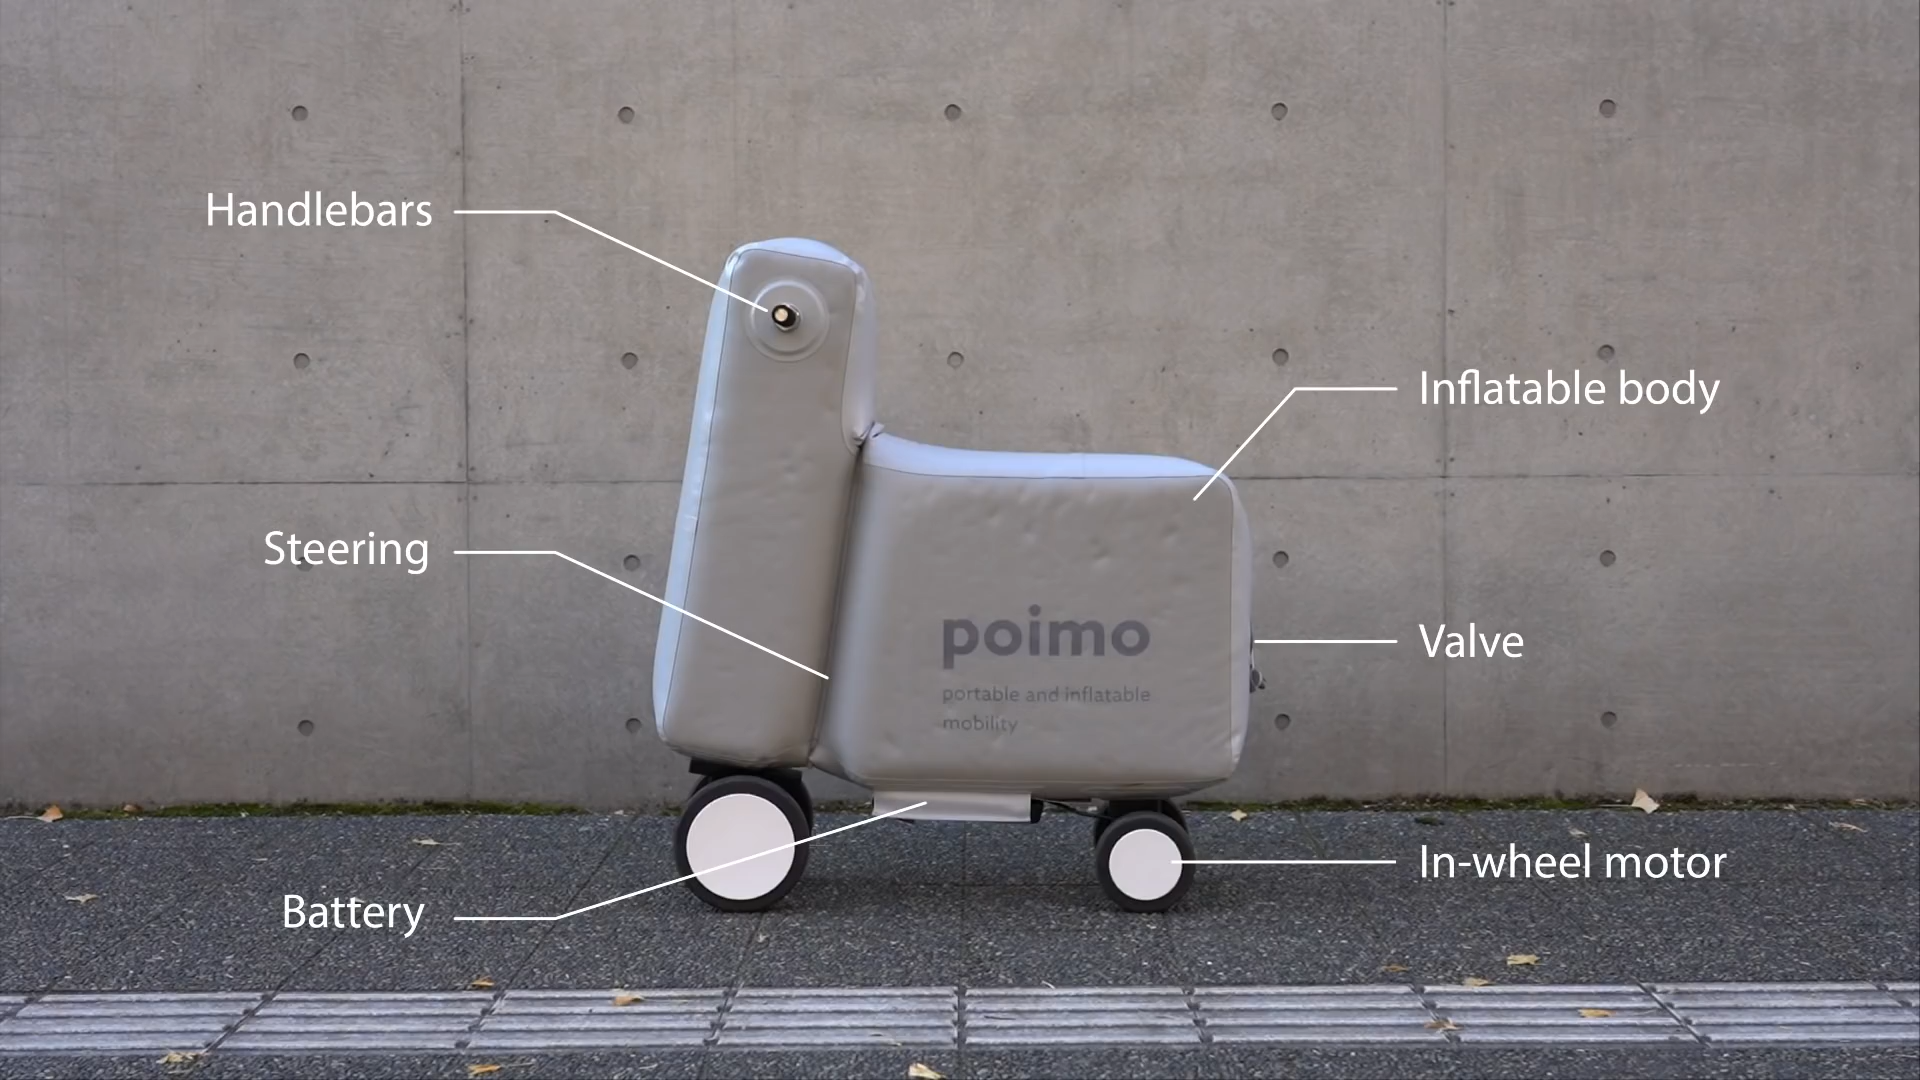 Handlebars
Inflatable body
Steering
poimo
portable and inflatable
mobility
Valve
In-wheel motor
Battery